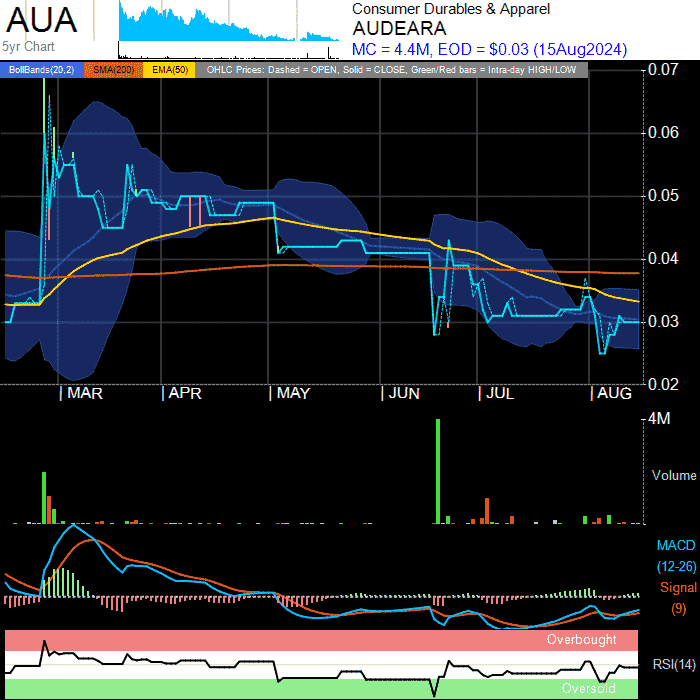 AUA
5yr Chart
Consumer Durables & Apparel
AUDEARA
MC = 4.4M, EOD = $0.03 (15Aug2024)
BollBands(20,2) SMA(200) EMA(50) OHLC Prices: Dashed = OPEN, Solid = CLOSE, Green/Red bars = Intra-day HIGH/LOW
0.07
0.06
0.05
0.04
0.03
0.02
MAR APR MAY JUN JUL AUG
4M
Volume
MACD
(12-26)
Signal
(9)
Overbought
RSI(14)
Oversold